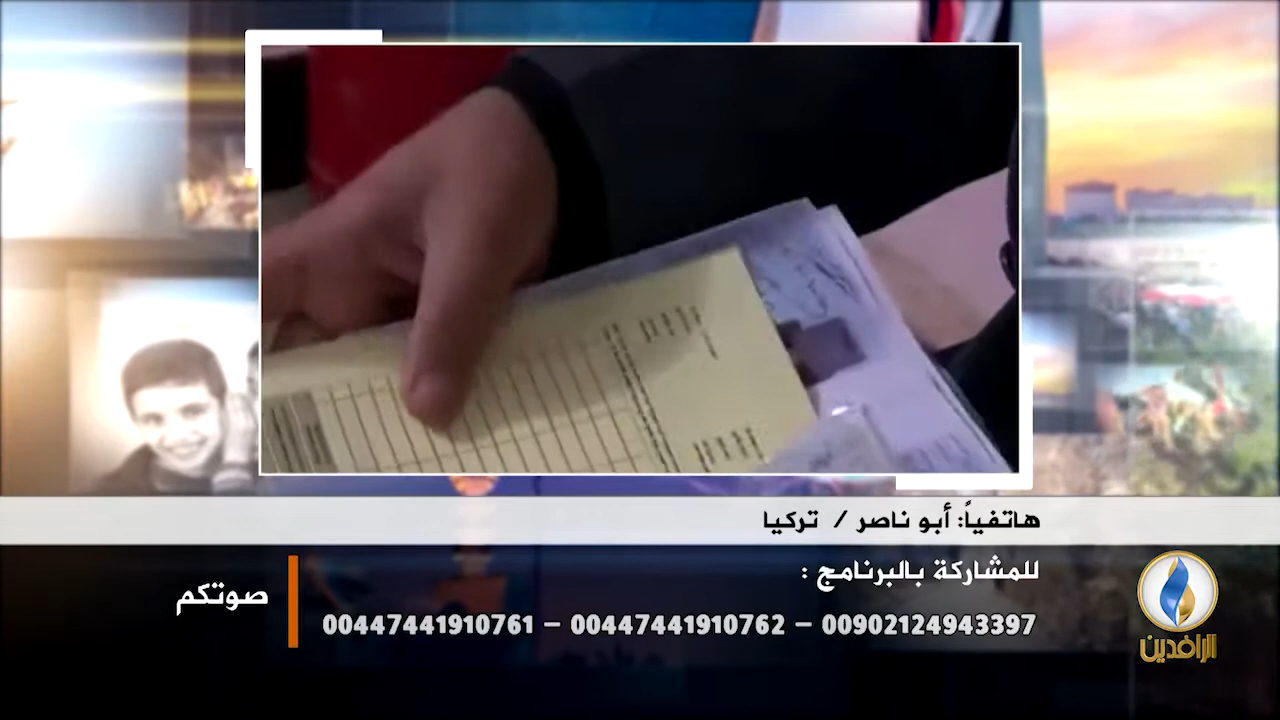 هاتفياً: أبو ناصر / تركيا
للمشاركة بالبرنامج :
صوتكم
00447441910761 – 00447441910762 – 00902124943397
الرافدين